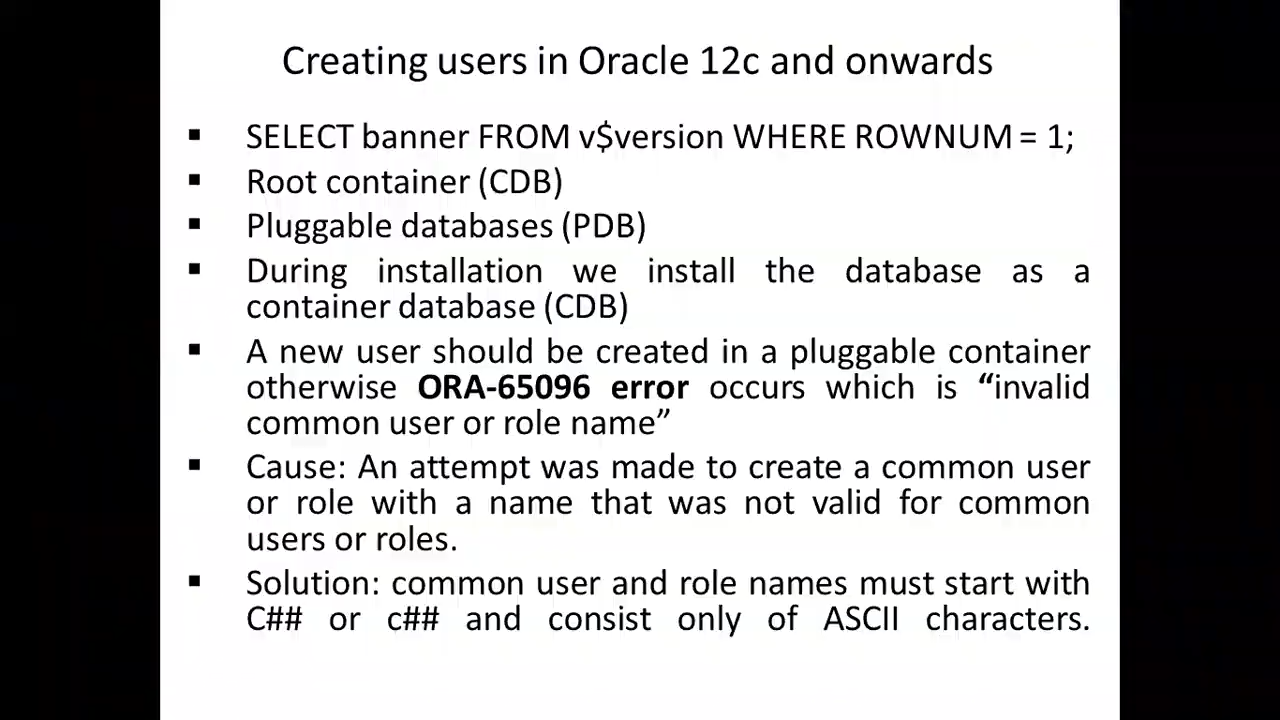 Creating users in Oracle 12c and onwards
▪ SELECT banner FROM v$version WHERE ROWNUM = 1;
▪ Root container (CDB)
▪ Pluggable databases (PDB)
▪ During installation we install the database as a
container database (CDB)
▪ A new user should be created in a pluggable container
otherwise ORA-65096 error occurs which is “invalid
common user or role name”
▪ Cause: An attempt was made to create a common user
or role with a name that was not valid for common
users or roles.
▪ Solution: common user and role names must start with
C## or c## and consist only of ASCII characters.